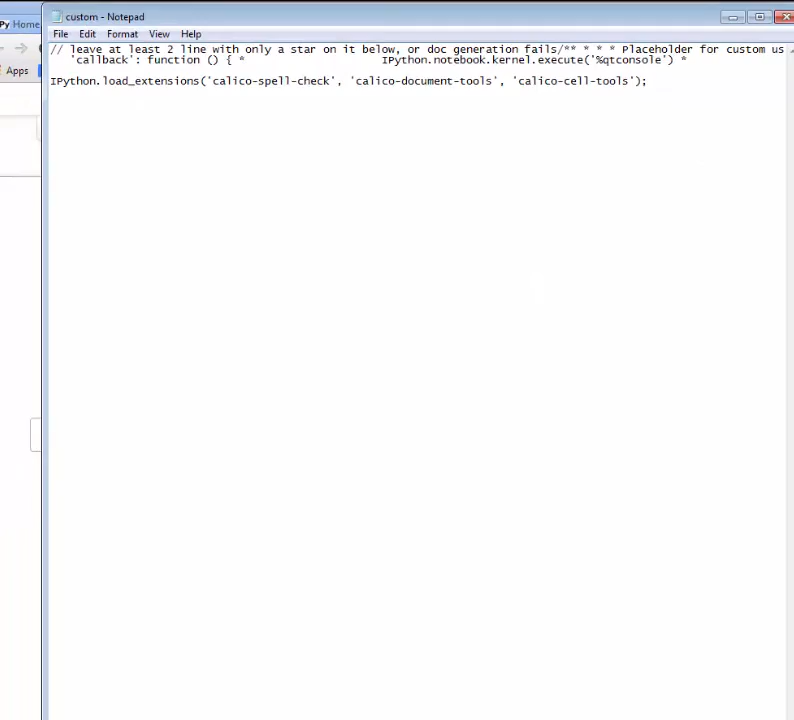 custom - Notepad
Py Home
File Edit Format View Help
// leave at least 2 line with only a star on it below, or doc generation fails/** * * * Placeholder for custom us
'callback': function () { * IPython.notebook.kernel.execute('%qtconsole') *
Apps
IPython.load_extensions('calico-spell-check', 'calico-document-tools', 'calico-cell-tools');